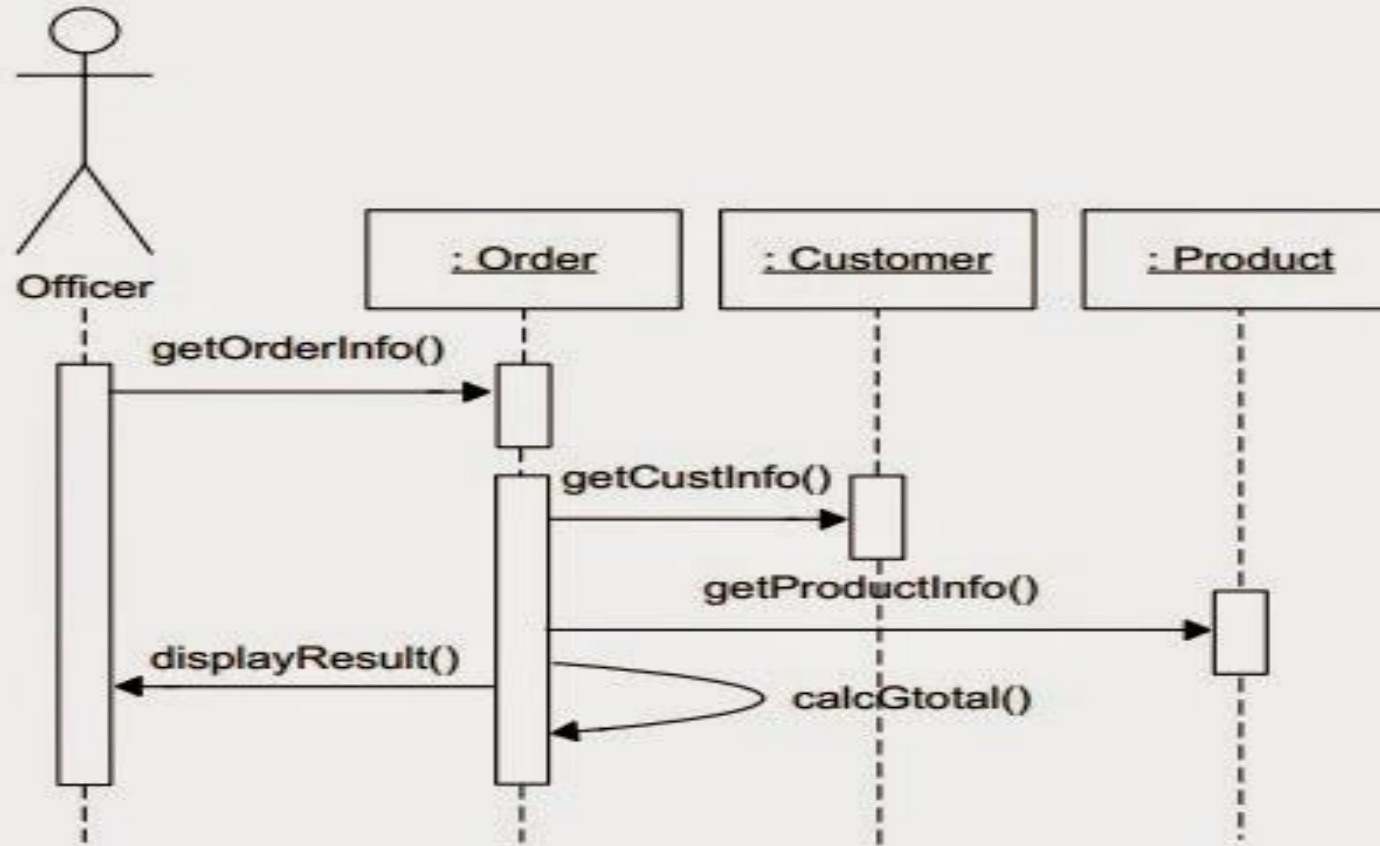 Officer
: Order
: Customer
: Product
getOrderInfo()
getCustInfo()
getProductInfo()
displayResult()
calcGtotal()